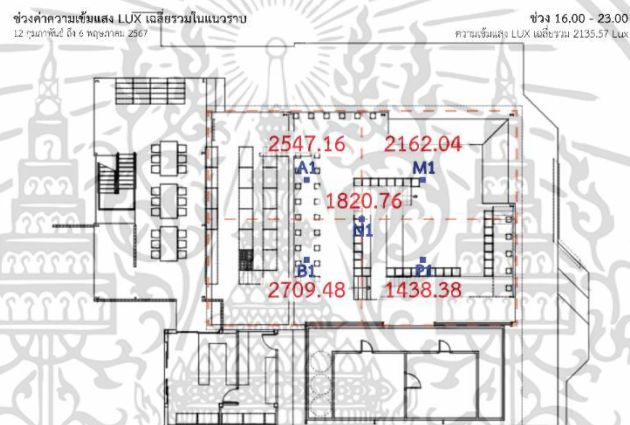 ช่วงค่าความเข้มแสง LUX เฉลี่ยรวมในแนวราบ
ช่วง 16.00 - 23.00
12 กุมภาพันธ์ ถึง 6 พฤษภาคม 2567
ความเข้มแสง LUX เฉลี่ยรวม 2135.57 Lux
2547.16
2162.04
A1
M1
1820.76
N1
B1
P1
2709.48
1438.38